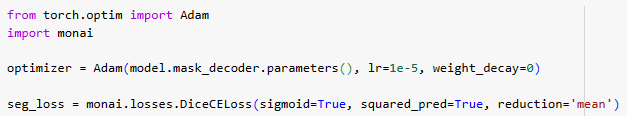 from torch.optim import Adam
import monai
optimizer = Adam(model.mask_decoder.parameters(), lr=1e-5, weight_decay=0)
seg_loss = monai.losses.DiceCELoss(sigmoid=True, squared_pred=True, reduction='mean')